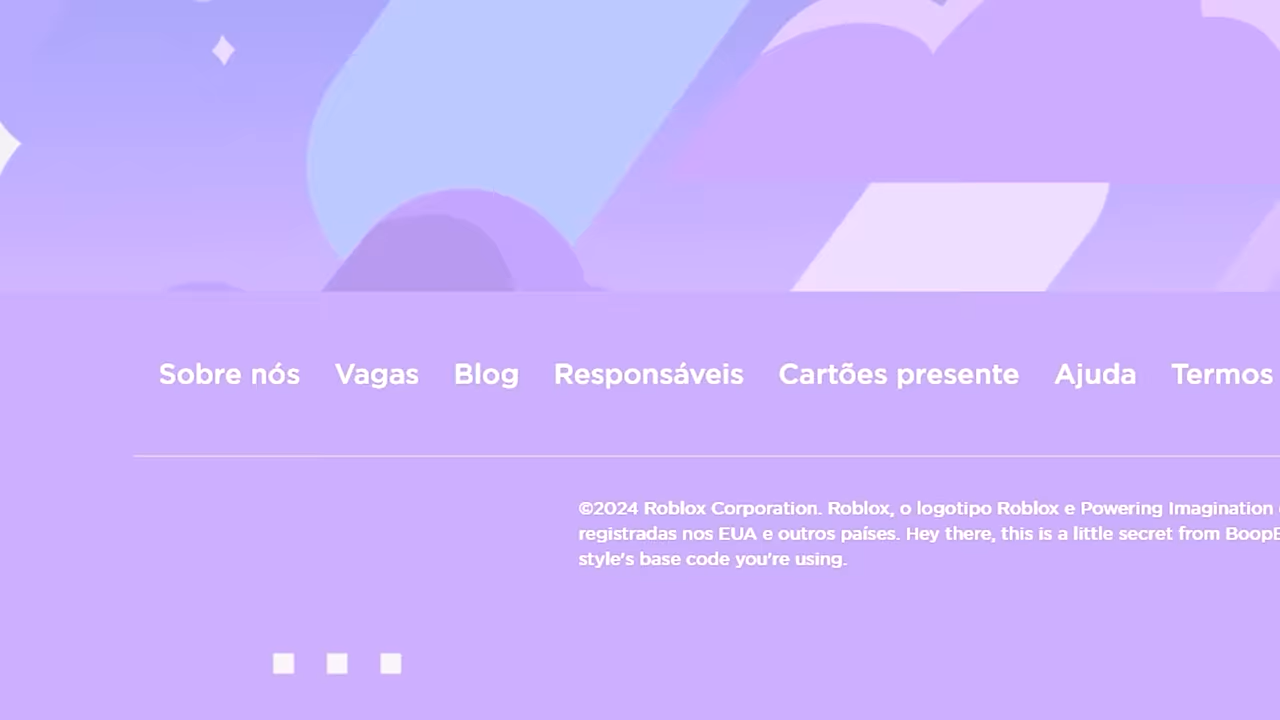 Sobre nós Vagas Blog Responsáveis Cartões presente Ajuda Termos
©2024 Roblox Corporation. Roblox, o logotipo Roblox e Powering Imagination
registradas nos EUA e outros países. Hey there, this is a little secret from
style's base code you're using.